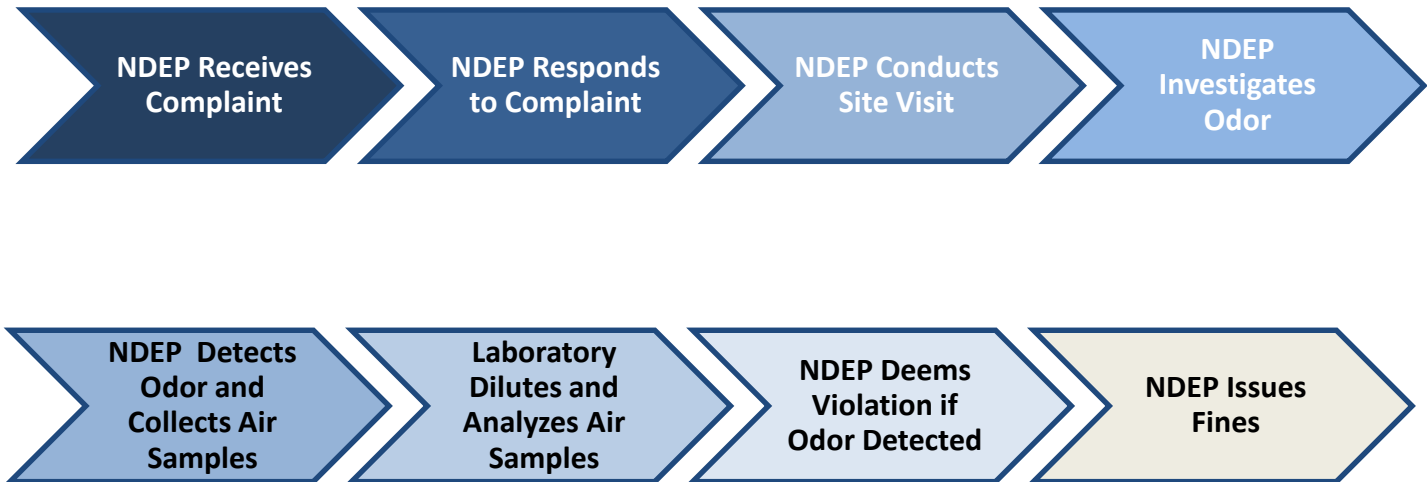 NDEP Receives
Complaint
NDEP Responds
to Complaint
NDEP Conducts
Site Visit
NDEP
Investigates
Odor
NDEP  Detects
Odor and
Collects Air
Samples
Laboratory
Dilutes and
Analyzes Air
Samples
NDEP Deems
Violation if
Odor Detected
NDEP Issues
Fines